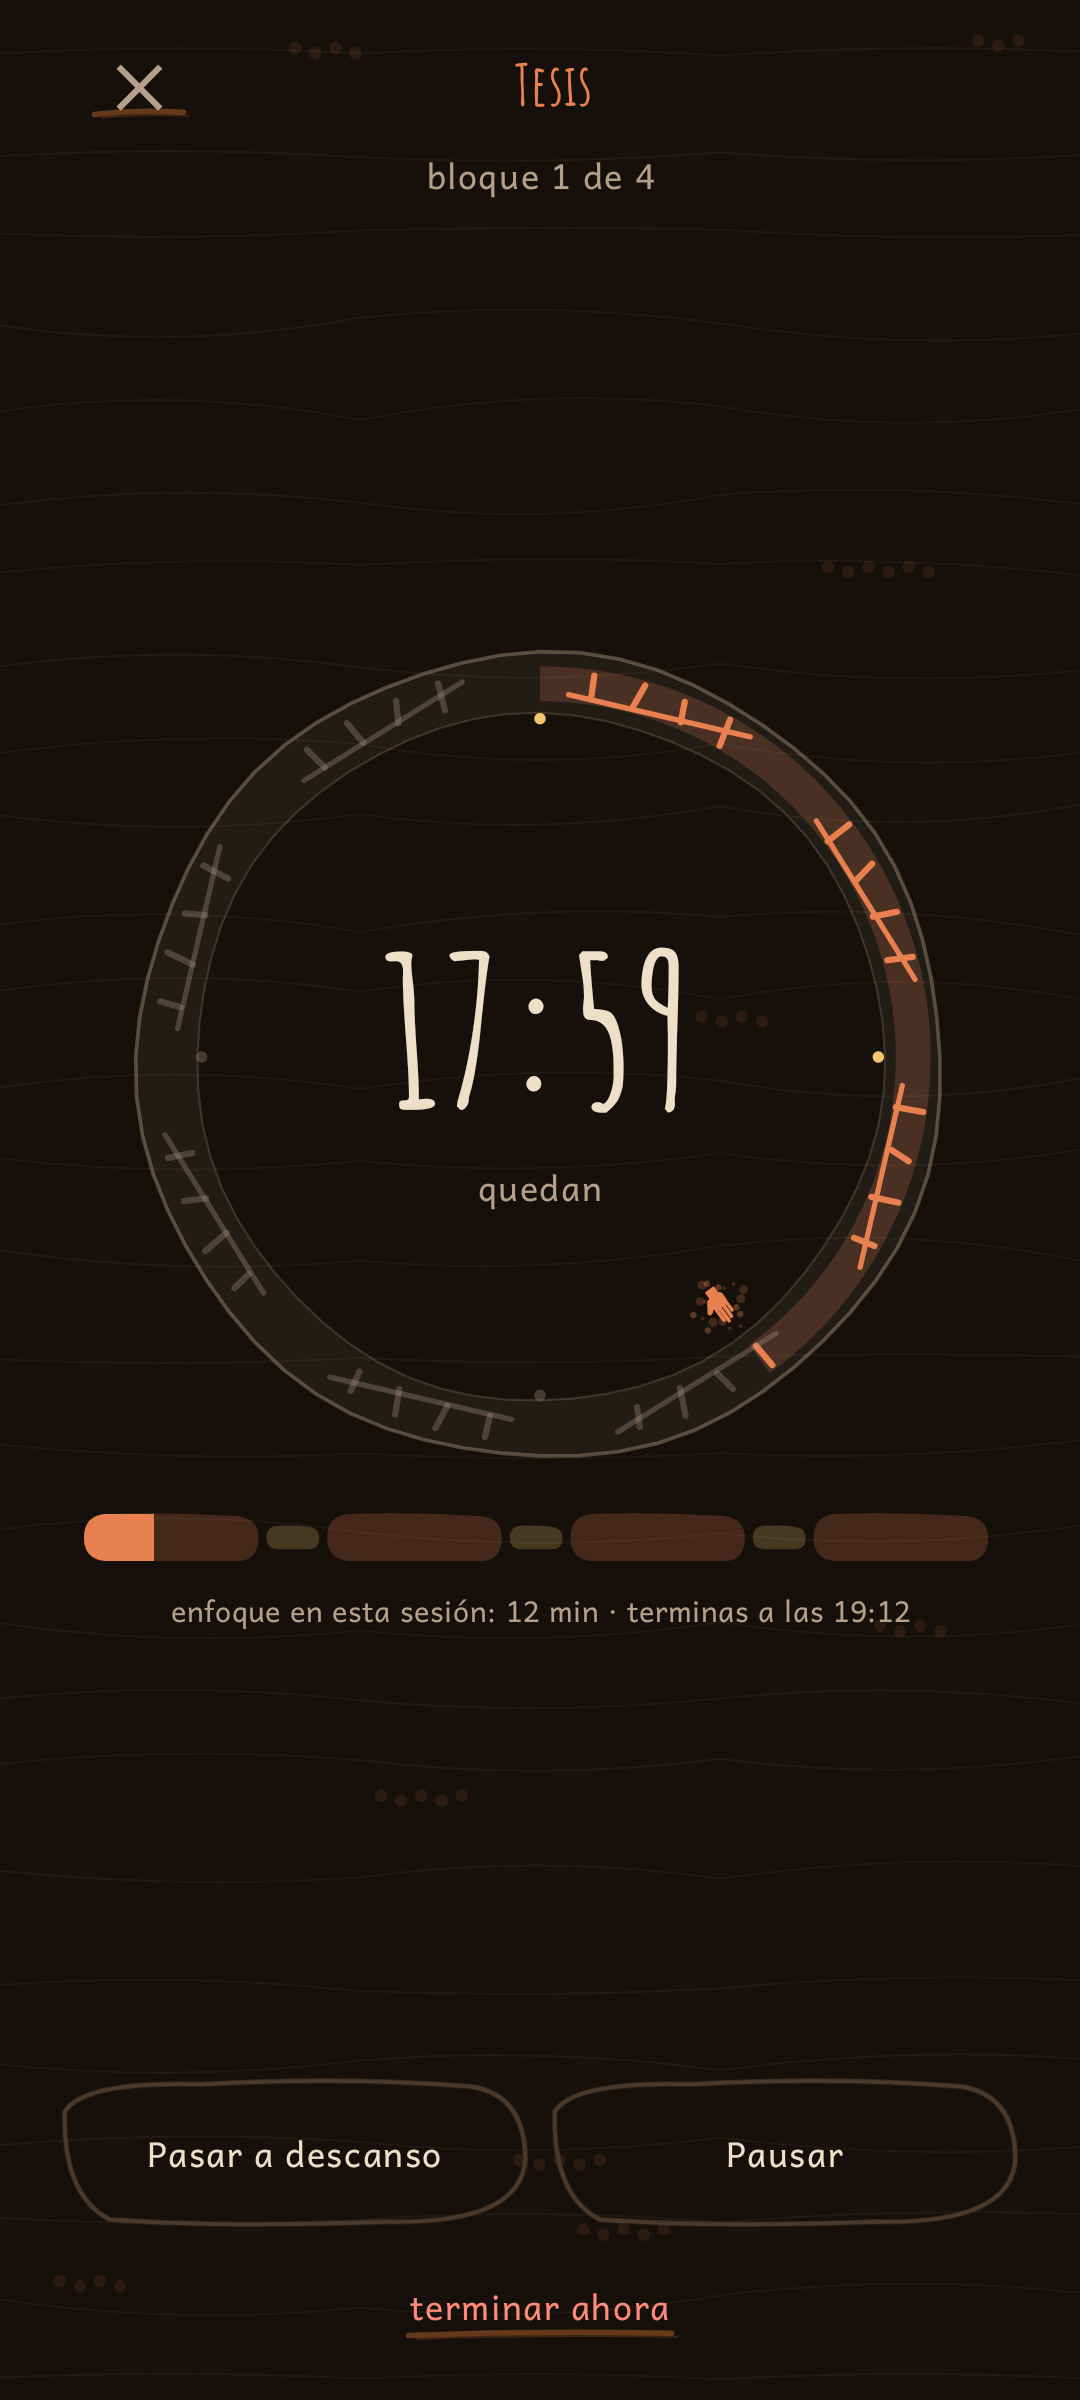 Tesis
bloque 1 de 4
17:59
quedan
enfoque en esta sesión: 12 min · terminas a las 19:12
Pasar a descanso
Pausar
terminar ahora